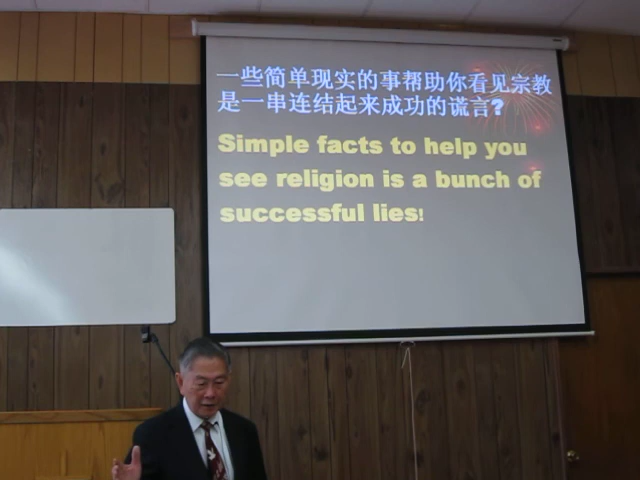 一些简单现实的事帮助你看见宗教
是一串连结起来成功的谎言?
Simple facts to help you
see religion is a bunch of
successful lies!